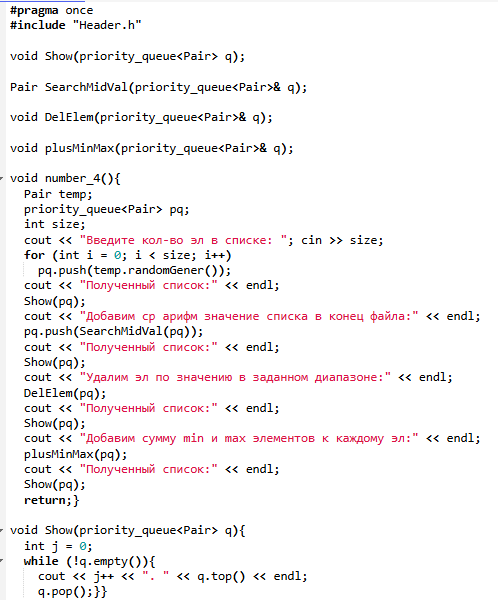 #pragma once
#include "Header.h"
void Show(priority_queue<Pair> q);
Pair SearchMidVal(priority_queue<Pair>& q);
void DelElem(priority_queue<Pair>& q);
void plusMinMax(priority_queue<Pair>& q);
void number_4(){
Pair temp;
priority_queue<Pair> pq;
int size;
cout << "Введите кол-во эл в списке: "; cin >> size;
for (int i = 0; i < size; i++)
pq.push(temp.randomGener());
cout << "Полученный список:" << endl;
Show(pq);
cout << "Добавим ср арифм значение списка в конец файла:" << endl;
pq.push(SearchMidVal(pq));
cout << "Полученный список:" << endl;
Show(pq);
cout << "Удалим эл по значению в заданном диапазоне:" << endl;
DelElem(pq);
cout << "Полученный список:" << endl;
Show(pq);
cout << "Добавим сумму min и max элементов к каждому эл:" << endl;
plusMinMax(pq);
cout << "Полученный список:" << endl;
Show(pq);
return;}
void Show(priority_queue<Pair> q){
int j = 0;
while (!q.empty()){
cout << j++ << ". " << q.top() << endl;
q.pop();}}